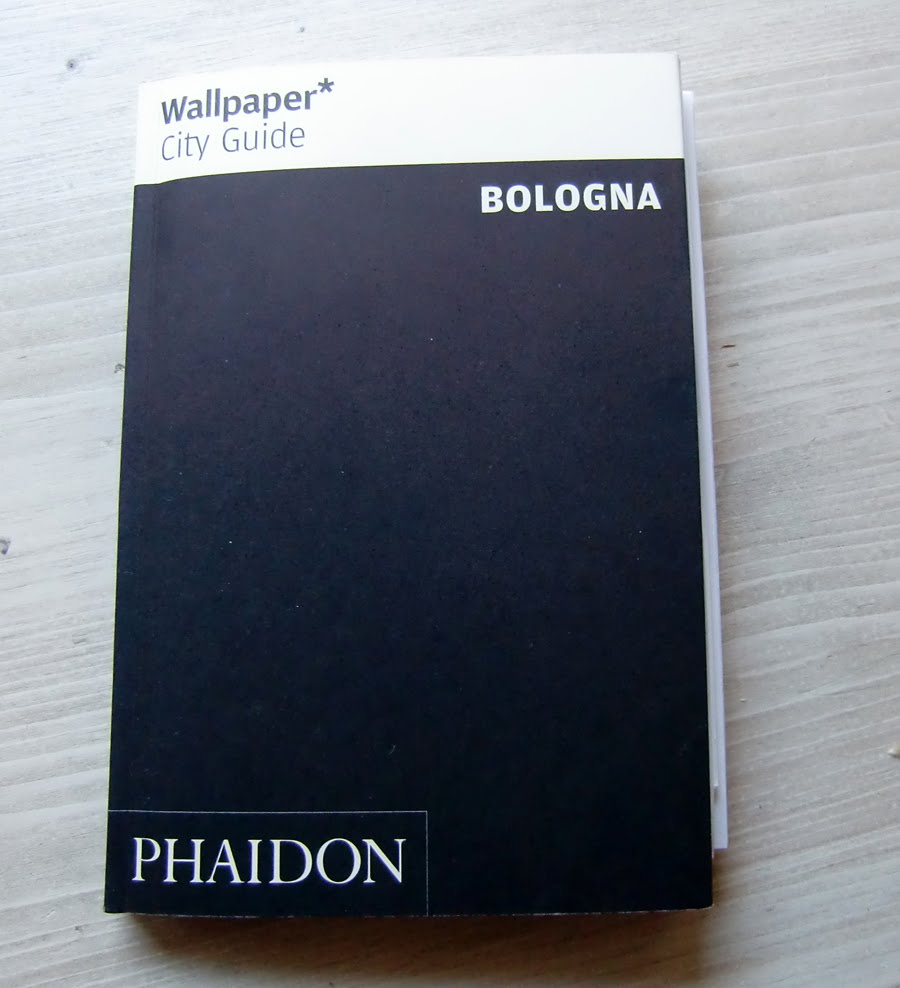 Wallpaper*
City Guide
BOLOGNA
PHAIDON